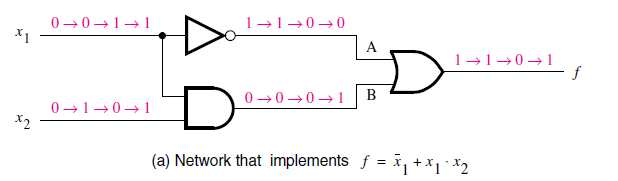 0 → 0 → 1 → 1
1 → 1 → 0 → 0
x₁
A
1 → 1 → 0 → 1
f
0 → 0 → 0 → 1
B
0 → 1 → 0 → 1
x₂
(a) Network that implements f = x̄₁ + x₁ · x₂